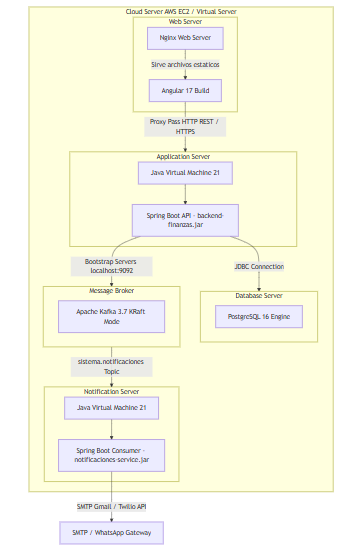 Cloud Server AWS EC2 / Virtual Server
Web Server
Nginx Web Server
Sirve archivos estaticos
Angular 17 Build
Proxy Pass HTTP REST /
HTTPS
Application Server
Java Virtual Machine 21
Spring Boot API - backend-
finanzas.jar
Bootstrap Servers
localhost:9092
JDBC Connection
Message Broker
Apache Kafka 3.7 KRaft
Mode
Database Server
PostgreSQL 16 Engine
sistema.notificaciones
Topic
Notification Server
Java Virtual Machine 21
Spring Boot Consumer -
notificaciones-service.jar
SMTP Gmail / Twilio API
SMTP / WhatsApp Gateway